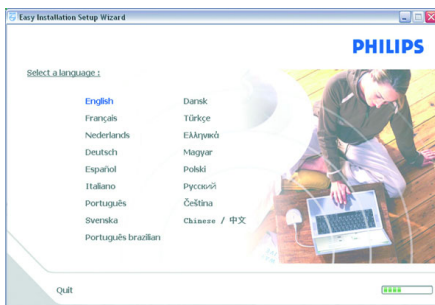 Easy Installation Setup Wizard
PHILIPS
Select a language :
English
Français
Nederlands
Deutsch
Español
Italiano
Português
Svenska
Português brazilian
Dansk
Türkçe
Ελληνικά
Magyar
Polski
Русский
Čeština
Chinese / 中文
Quit